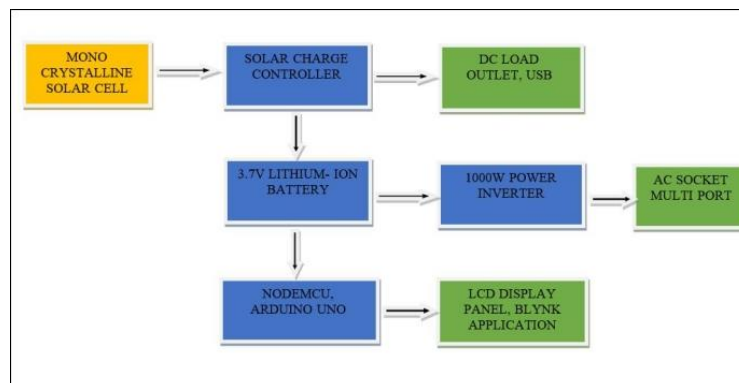 MONO
CRYSTALLINE
SOLAR CELL
SOLAR CHARGE
CONTROLLER
DC LOAD
OUTLET, USB
3.7V LITHIUM- ION
BATTERY
1000W POWER
INVERTER
AC SOCKET
MULTI PORT
NODEMCU,
ARDUINO UNO
LCD DISPLAY
PANEL, BLYNK
APPLICATION